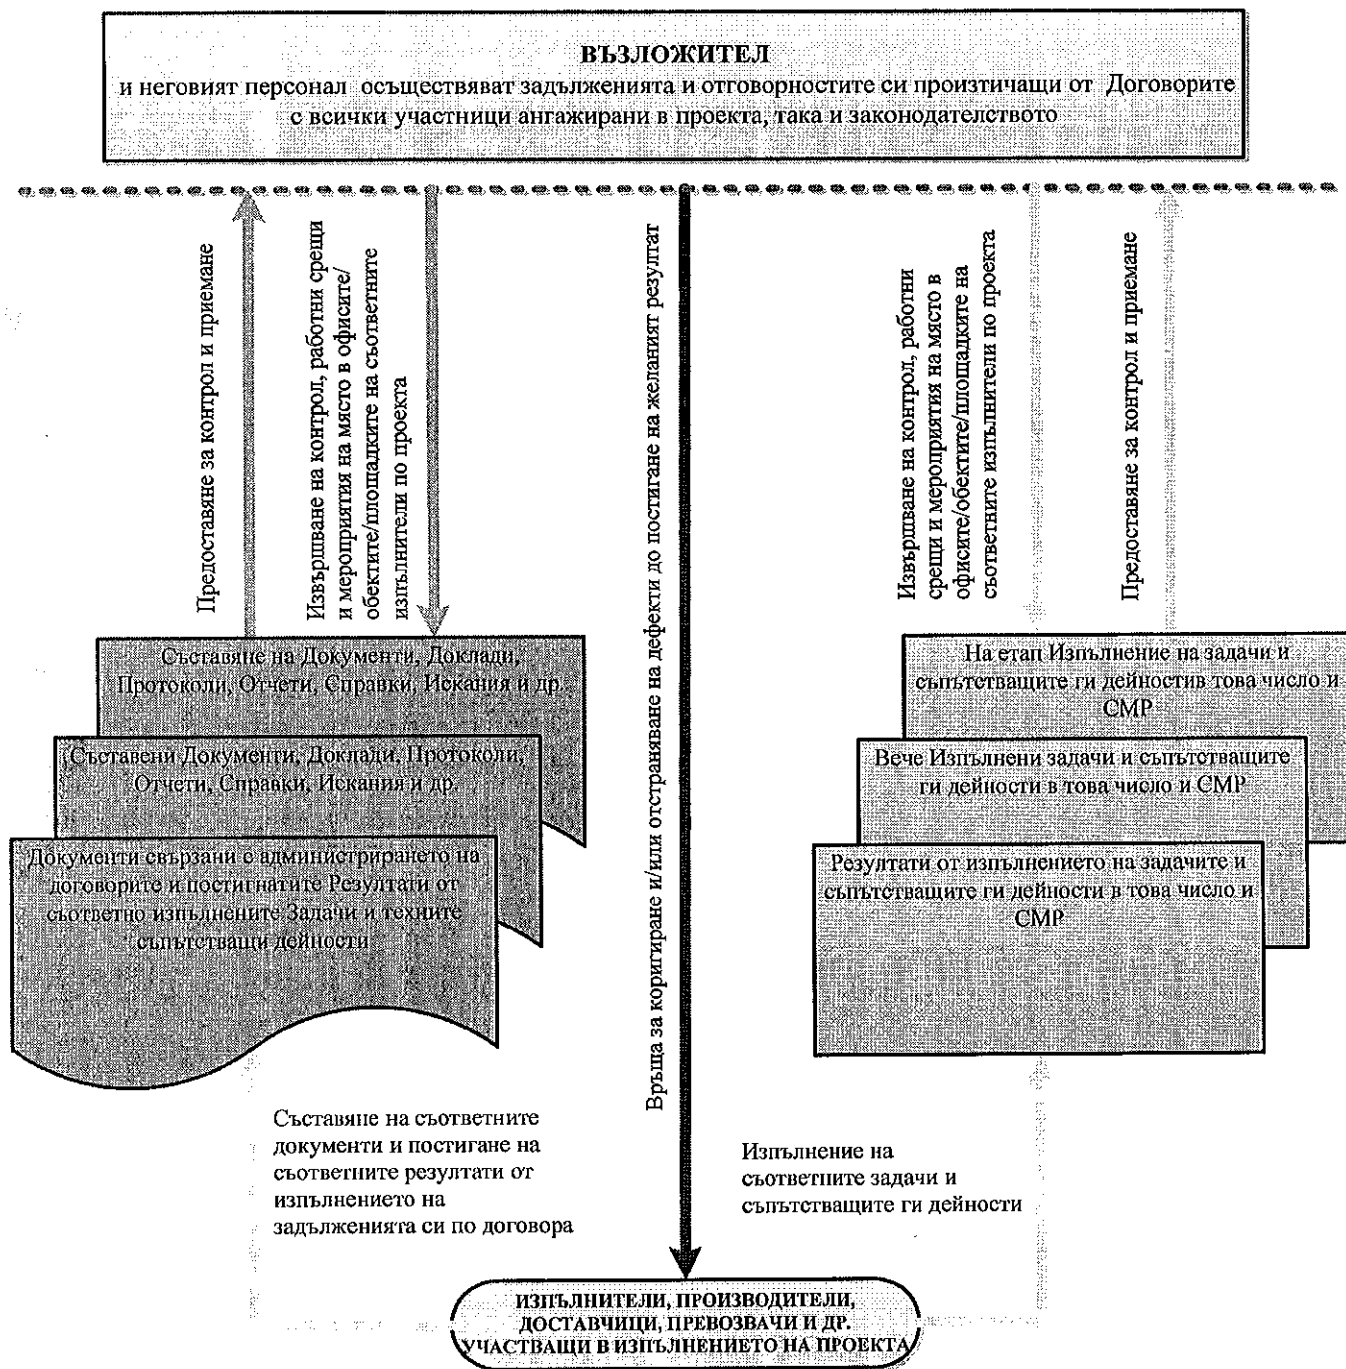 ВЪЗЛОЖИТЕЛ
и неговият персонал осъществяват задълженията и отговорностите си произтичащи от Договорите
с всички участници ангажирани в проекта, така и законодателството
Предоставяне за контрол и приемане
Извършване на контрол, работни срещи
и мероприятия на място в офисите/
обектите/площадките на съответните
изпълнители по проекта
Връща за коригиране и/или отстраняване на дефекти до постигане на желаният резултат
Извършване на контрол, работни
срещи и мероприятия на място в
офисите/обектите/площадките на
съответните изпълнители по проекта
Предоставяне за контрол и приемане
Съставяне на Документи, Доклади,
Протоколи, Отчети, Справки, Искания и др.
Съставени Документи, Доклади, Протоколи,
Отчети, Справки, Искания и др.
Документи свързани с администрирането на
договорите и постигнатите Резултати от
съответно изпълнените Задачи и техните
съпътстващи дейности
На етап Изпълнение на задачи и
съпътстващите ги дейностив това число и
СМР
Вече Изпълнени задачи и съпътстващите
ги дейности в това число и СМР
Резултати от изпълнението на задачите и
съпътстващите ги дейности в това число и
СМР
Съставяне на съответните
документи и постигане на
съответните резултати от
изпълнението на
задълженията си по договора
Изпълнение на
съответните задачи и
съпътстващите ги дейности
ИЗПЪЛНИТЕЛИ, ПРОИЗВОДИТЕЛИ,
ДОСТАВЧИЦИ, ПРЕВОЗВАЧИ И ДР.
УЧАСТВАЩИ В ИЗПЪЛНЕНИЕТО НА ПРОЕКТА